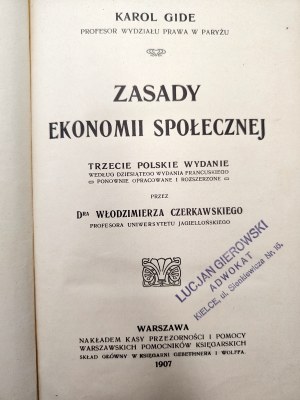 KAROL GIDE
PROFESOR WYDZIAŁU PRAWA W PARYŻU
ZASADY
EKONOMII SPOŁECZNEJ
TRZECIE POLSKIE WYDANIE
WEDŁUG DZIESIĄTEGO WYDANIA FRANCUSKIEGO
PONOWNIE OPRACOWANE I ROZSZERZONE
PRZEZ
DRA WŁODZIMIERZA CZERKAWSKIEGO
PROFESORA UNIWERSYTETU JAGIELLOŃSKIEGO
LUCJAN GIEROWSKI
ADWOKAT
KIELCE, ul. Sienkiewicza Nr.
WARSZAWA
NAKŁADEM KASY PRZEZORNOŚCI I POMOCY
WARSZAWSKICH POMOCNIKÓW KSIĘGARSKICH
SKŁAD GŁÓWNY W KSIĘGARNI GEBETHNERA I WOLFFA
1907